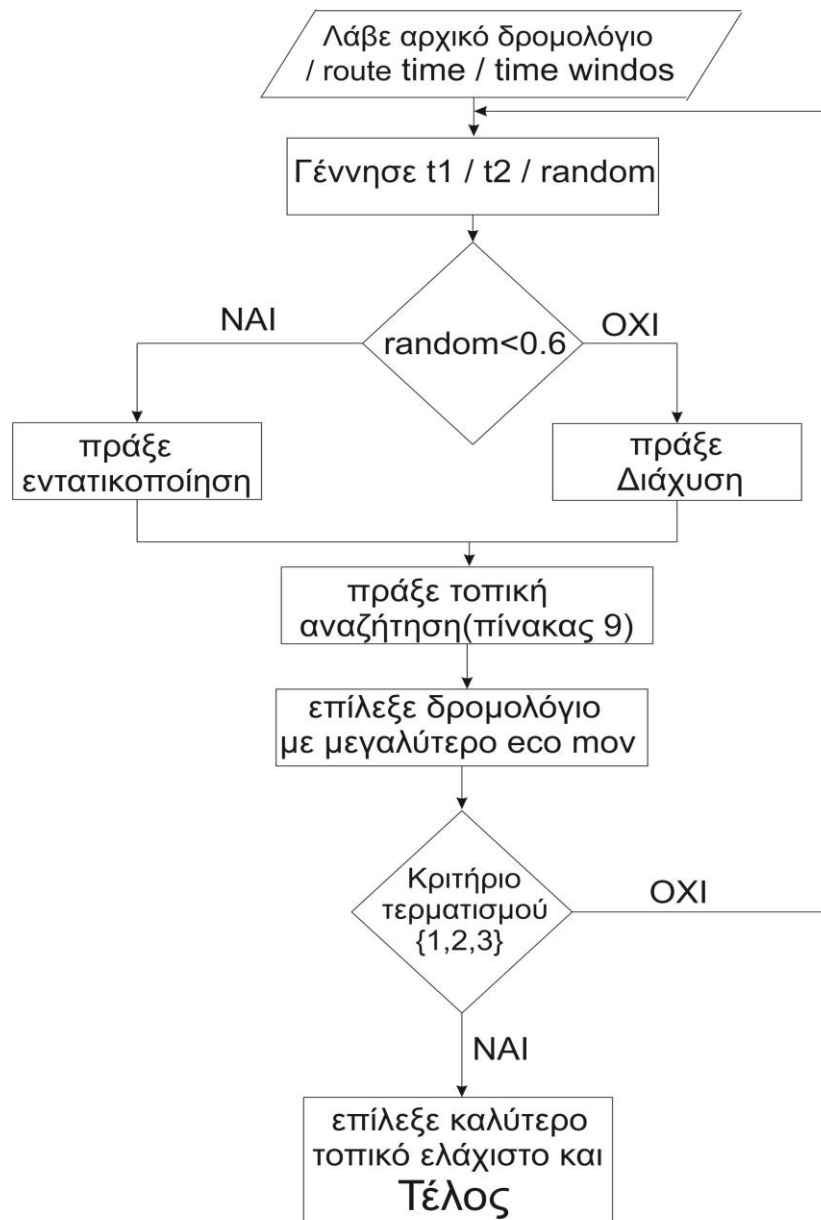 Λάβε αρχικό δρομολόγιο
/ route time / time windos
Γέννησε t1 / t2 / random
random<0.6
ΝΑΙ
ΟΧΙ
πράξε
εντατικοποίηση
πράξε
Διάχυση
πράξε τοπική
αναζήτηση(πίνακας 9)
επίλεξε δρομολόγιο
με μεγαλύτερο eco mov
Κριτήριο
τερματισμού
{1,2,3}
ΟΧΙ
ΝΑΙ
επίλεξε καλύτερο
τοπικό ελάχιστο και
Τέλος